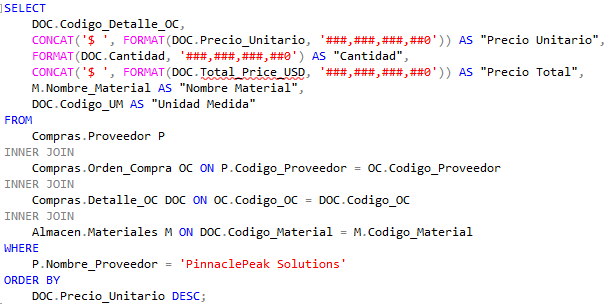 SELECT
DOC.Codigo_Detalle_OC,
CONCAT('$ ', FORMAT(DOC.Precio_Unitario, '###,###,###,##0')) AS "Precio Unitario",
FORMAT(DOC.Cantidad, '###,###,###,##0') AS "Cantidad",
CONCAT('$ ', FORMAT(DOC.Total_Price_USD, '###,###,###,##0')) AS "Precio Total",
M.Nombre_Material AS "Nombre Material",
DOC.Codigo_UM AS "Unidad Medida"
FROM
Compras.Proveedor P
INNER JOIN
Compras.Orden_Compra OC ON P.Codigo_Proveedor = OC.Codigo_Proveedor
INNER JOIN
Compras.Detalle_OC DOC ON OC.Codigo_OC = DOC.Codigo_OC
INNER JOIN
Almacen.Materiales M ON DOC.Codigo_Material = M.Codigo_Material
WHERE
P.Nombre_Proveedor = 'PinnaclePeak Solutions'
ORDER BY
DOC.Precio_Unitario DESC;